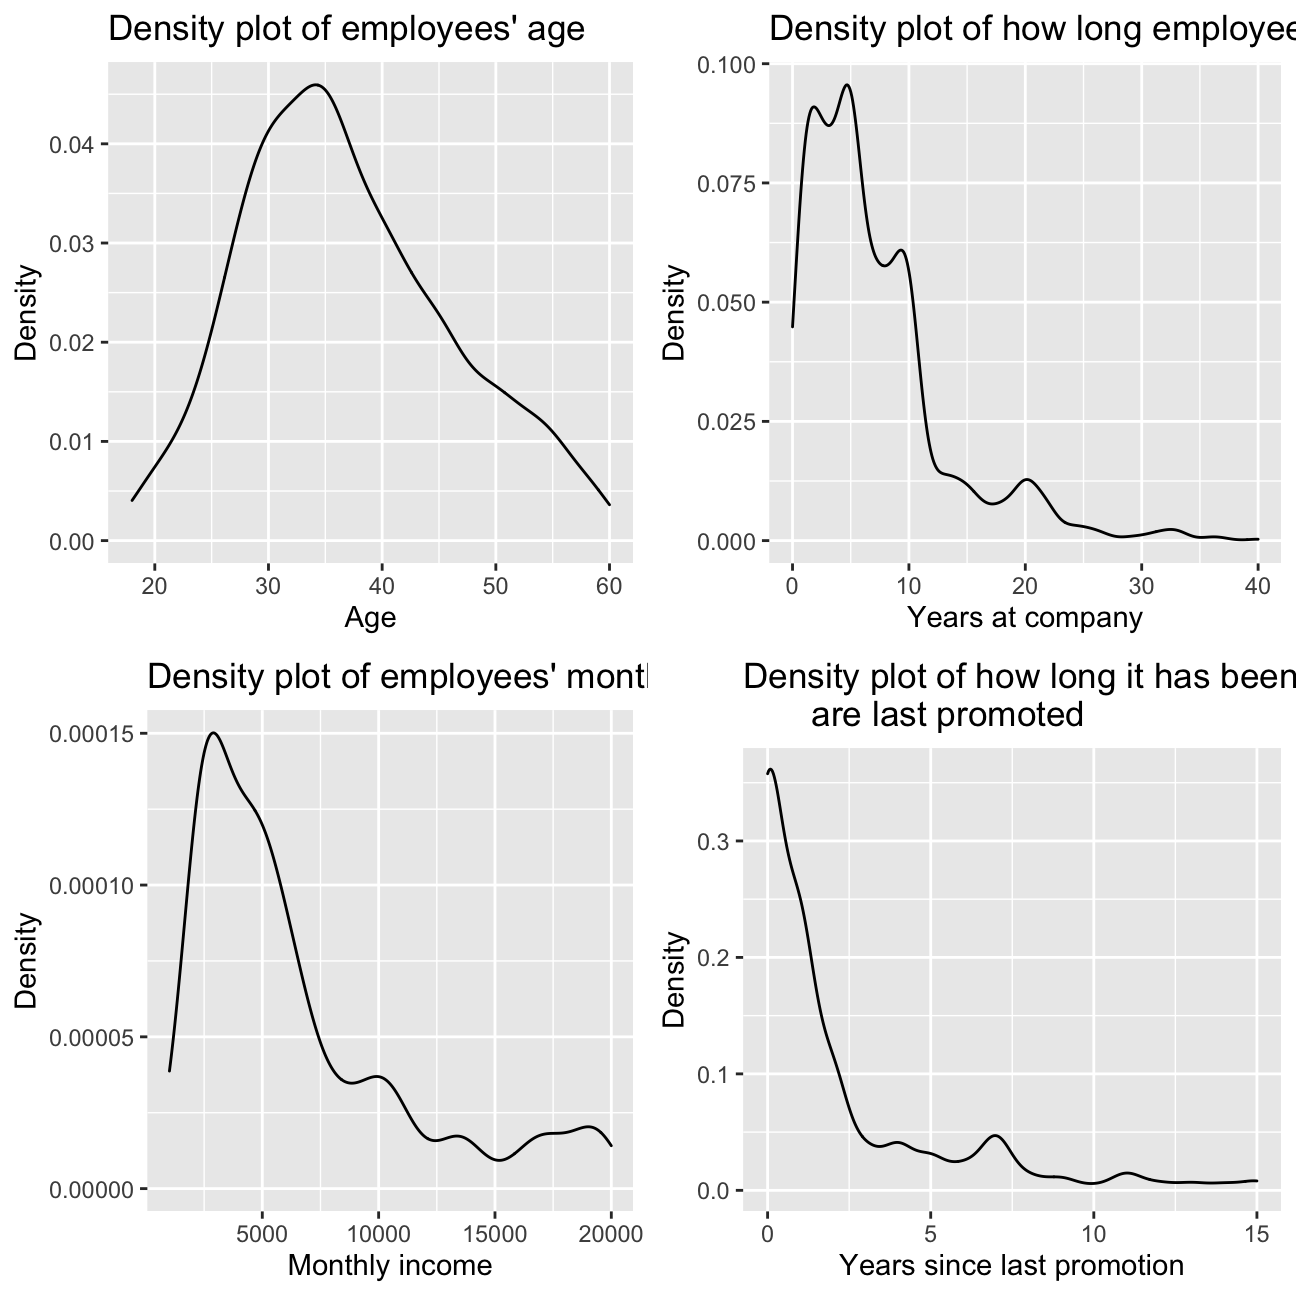 Density plot of employees' age
0.04
0.03
0.02
0.01
0.00
Density
20 30 40 50 60
Age
Density plot of how long employee
0.100
0.075
0.050
0.025
0.000
Density
0 10 20 30 40
Years at company
Density plot of employees'
0.00015
0.00010
0.00005
0.00000
Density
5000 10000 15000 20000
Monthly income
Density plot of how long it has been
are last promoted
0.3
0.2
0.1
0.0
Density
0 5 10 15
Years since last promotion